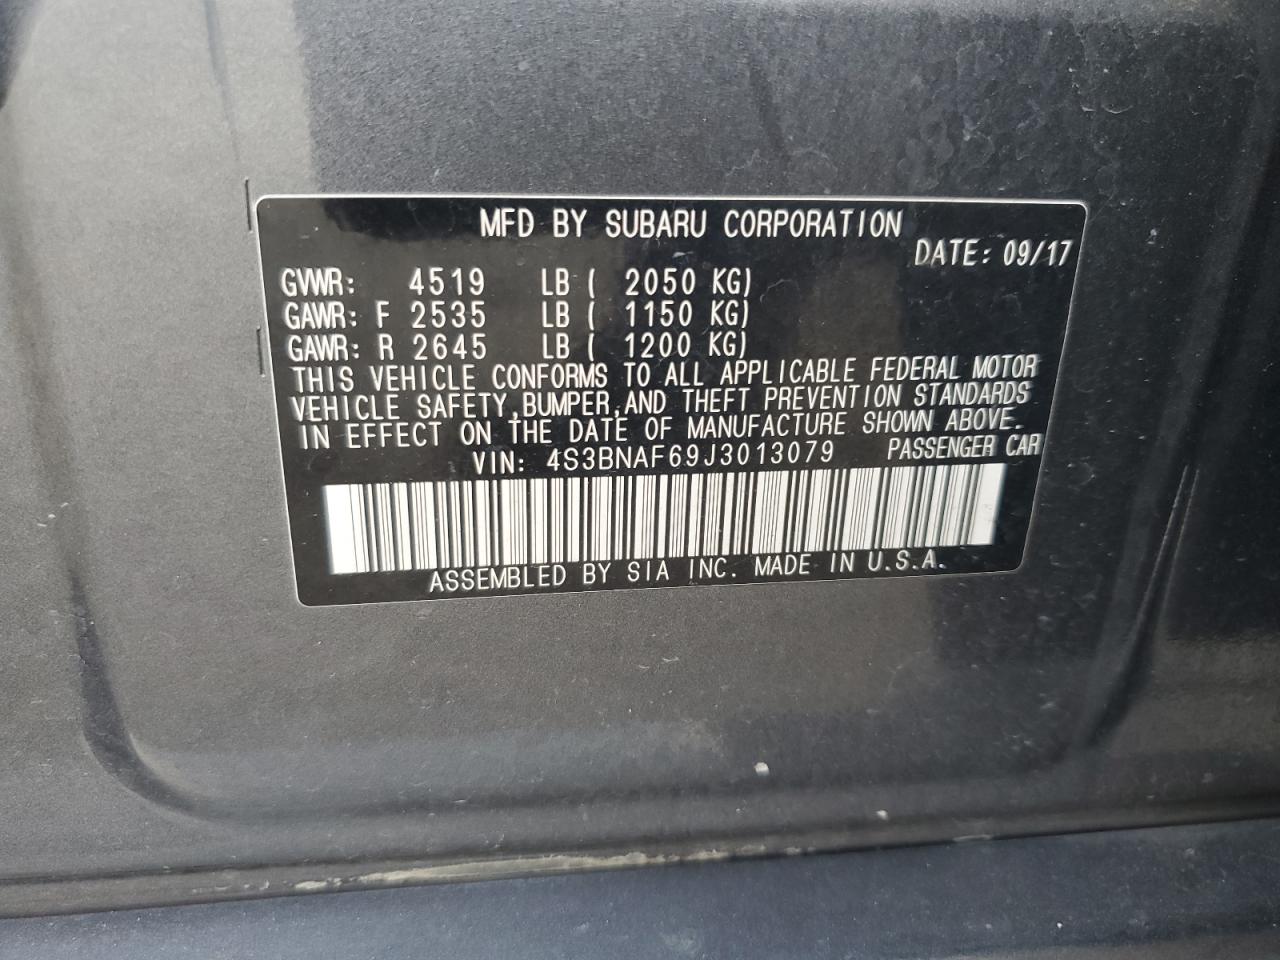 MFD BY SUBARU CORPORATION
DATE: 09/17
GVWR: 4519 LB ( 2050 KG)
GAWR: F 2535 LB ( 1150 KG)
GAWR: R 2645 LB ( 1200 KG)
THIS VEHICLE CONFORMS TO ALL APPLICABLE FEDERAL MOTOR
VEHICLE SAFETY,BUMPER,AND THEFT PREVENTION STANDARDS
IN EFFECT ON THE DATE OF MANUFACTURE SHOWN ABOVE.
VIN: 4S3BNAF69J3013079 PASSENGER CAR
ASSEMBLED BY SIA INC. MADE IN U.S.A.